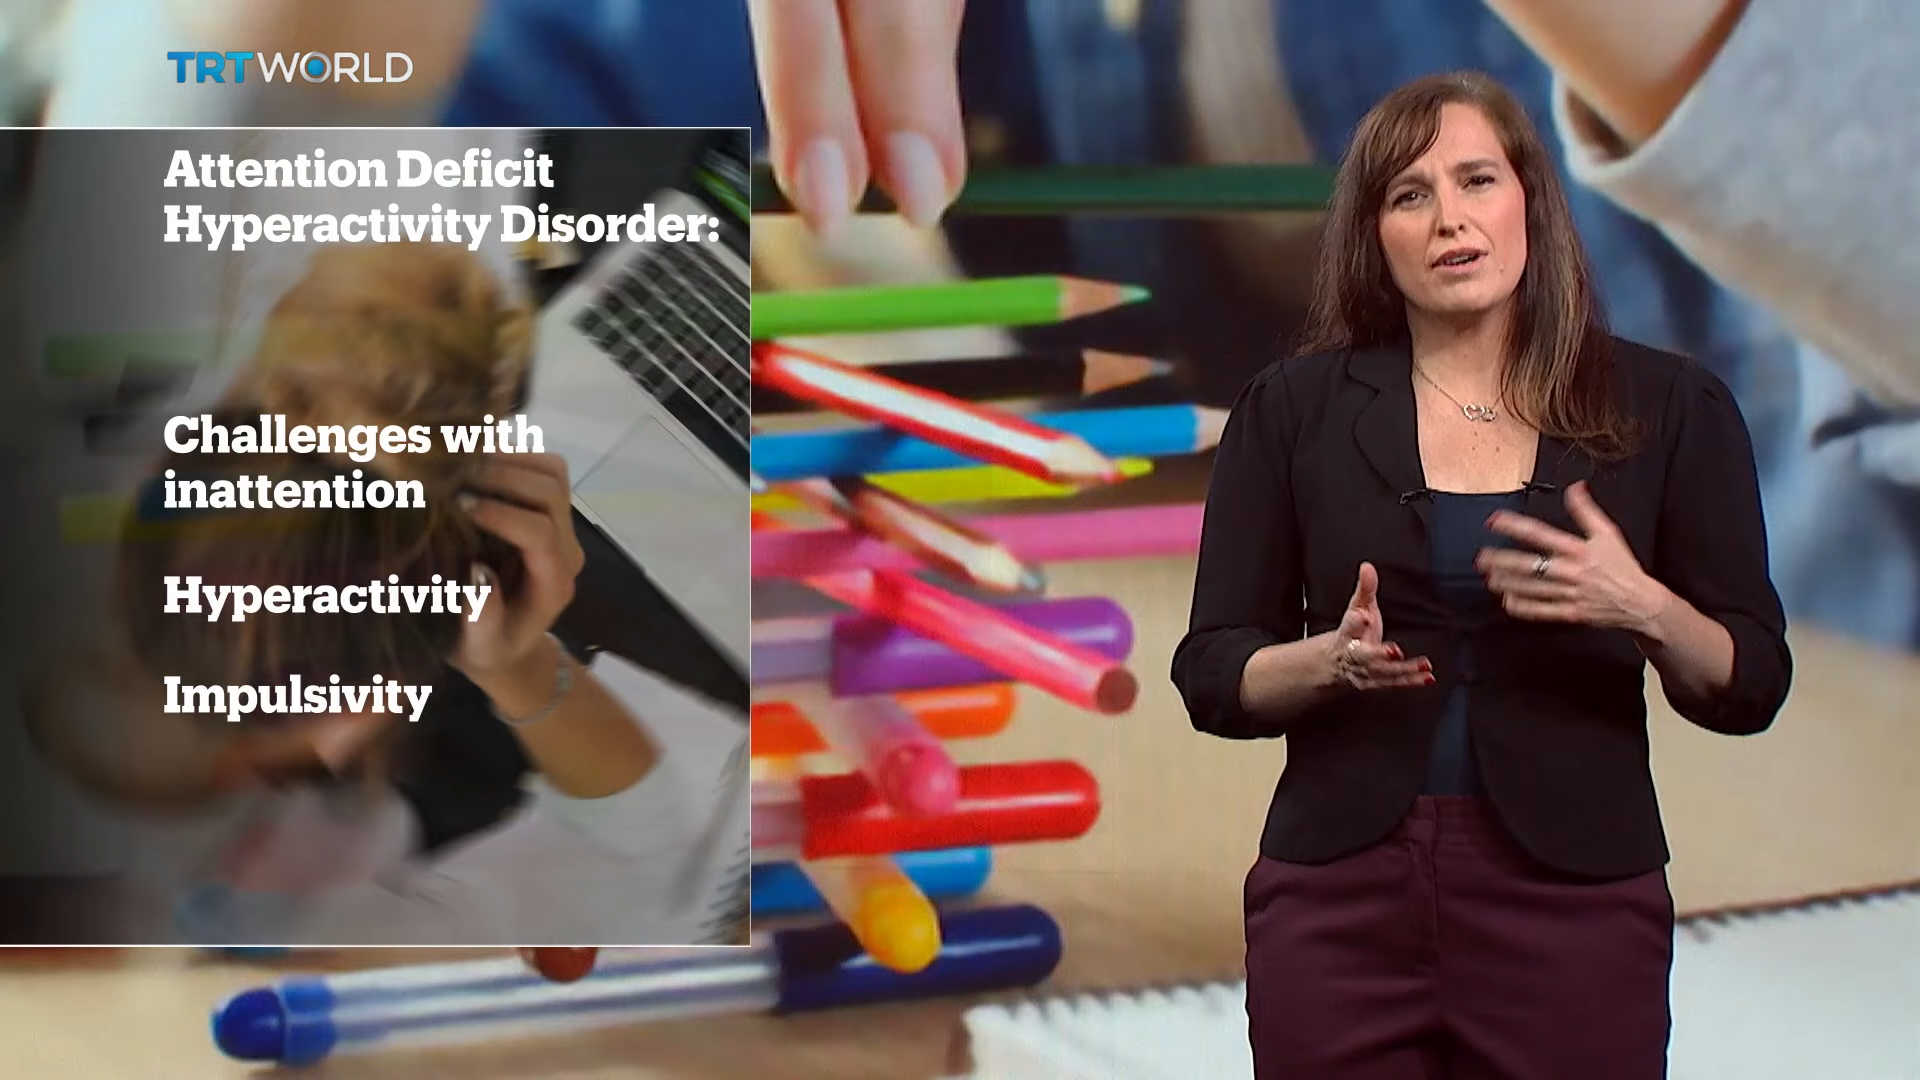 TRT WORLD
Attention Deficit
Hyperactivity Disorder:
Challenges with
inattention
Hyperactivity
Impulsivity